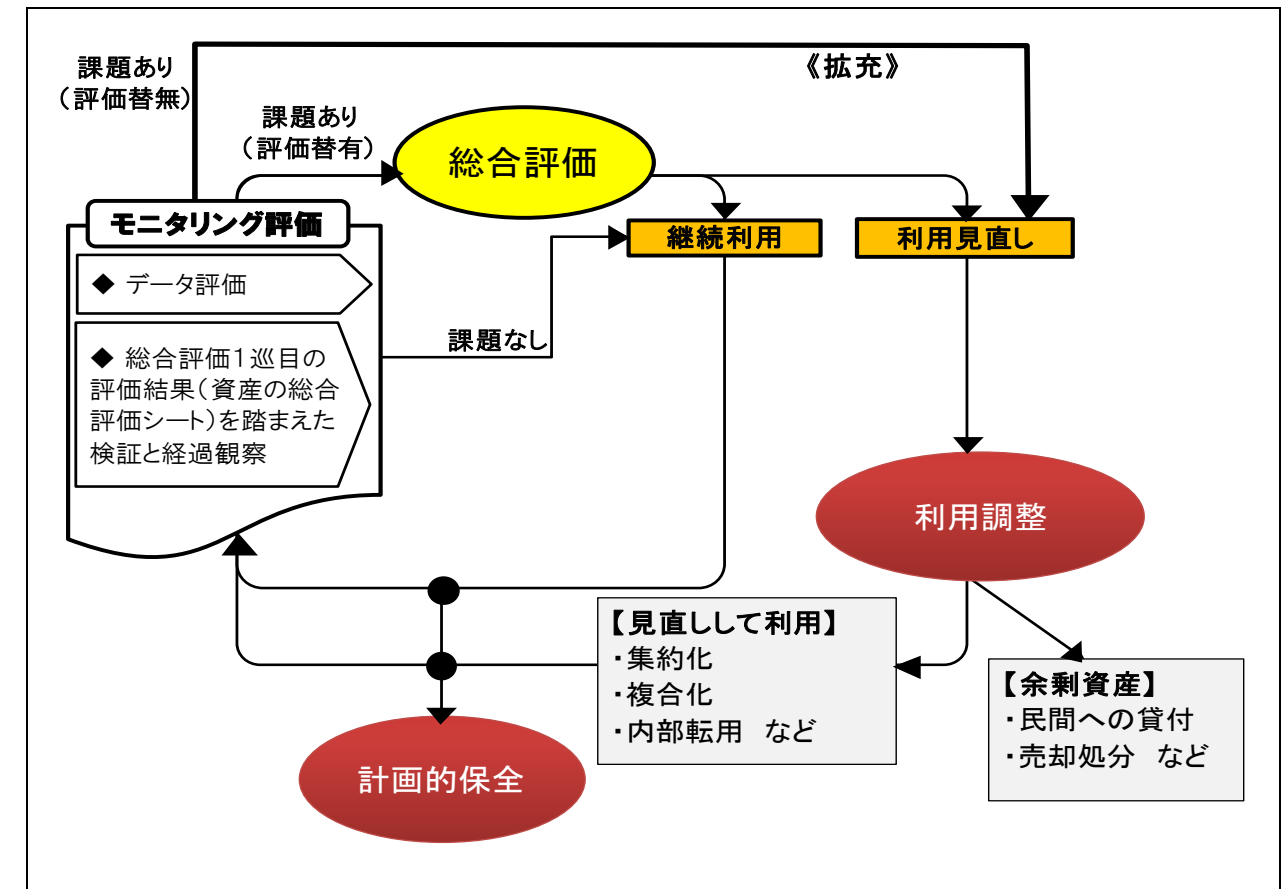 課題あり
（評価替無）
《拡充》
課題あり
（評価替有）
総合評価
モニタリング評価
継続利用
利用見直し
◆ データ評価
課題なし
◆ 総合評価１巡目の
評価結果（資産の総合
評価シート）を踏まえた
検証と経過観察
利用調整
【見直しして利用】
・集約化
・複合化
・内部転用　など
【余剰資産】
・民間への貸付
・売却処分　など
計画的保全